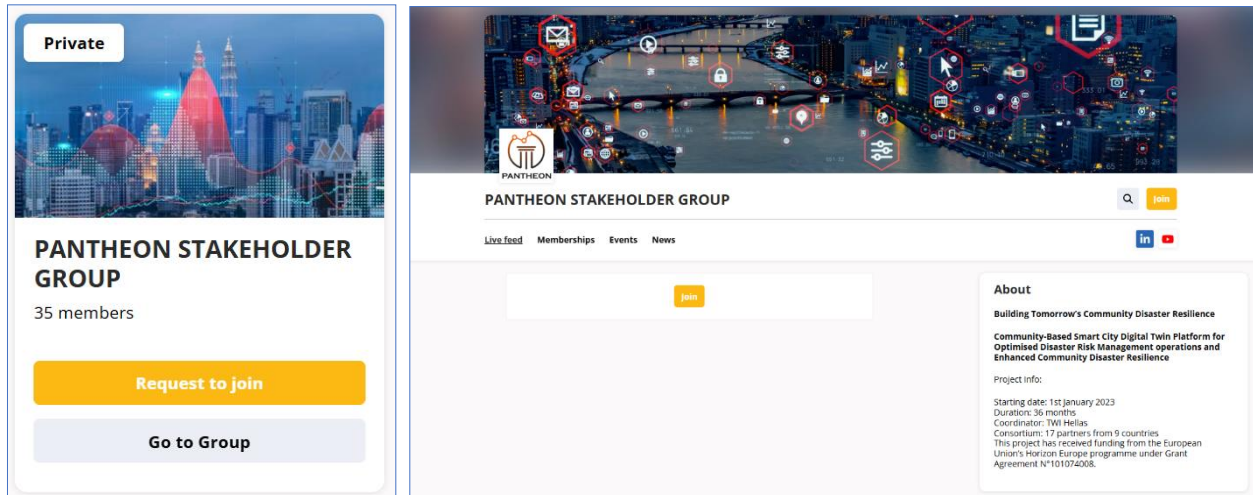 Private
PANTHEON STAKEHOLDER
GROUP
35 members
Request to join
Go to Group
PANTHEON
PANTHEON STAKEHOLDER GROUP
Join
Live feed Memberships Events News
in
Join
About
Building Tomorrow's Community Disaster Resilience
Community-Based Smart City Digital Twin Platform for
Optimised Disaster Risk Management operations and
Enhanced Community Disaster Resilience
Project Info:
Starting date: 1st January 2023
Duration: 36 months
Coordinator: TWI Hellas
Consortium: 17 partners from 9 countries
This project has received funding from the European
Union's Horizon Europe programme under Grant
Agreement N°101074008.